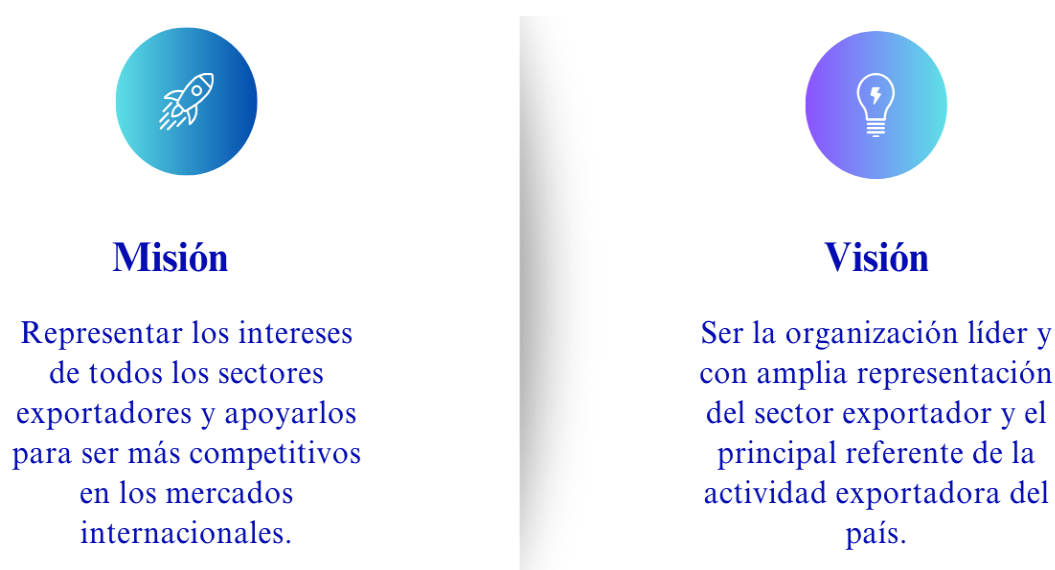 Misión
Representar los intereses
de todos los sectores
exportadores y apoyarlos
para ser más competitivos
en los mercados
internacionales.
Visión
Ser la organización líder y
con amplia representación
del sector exportador y el
principal referente de la
actividad exportadora del
país.